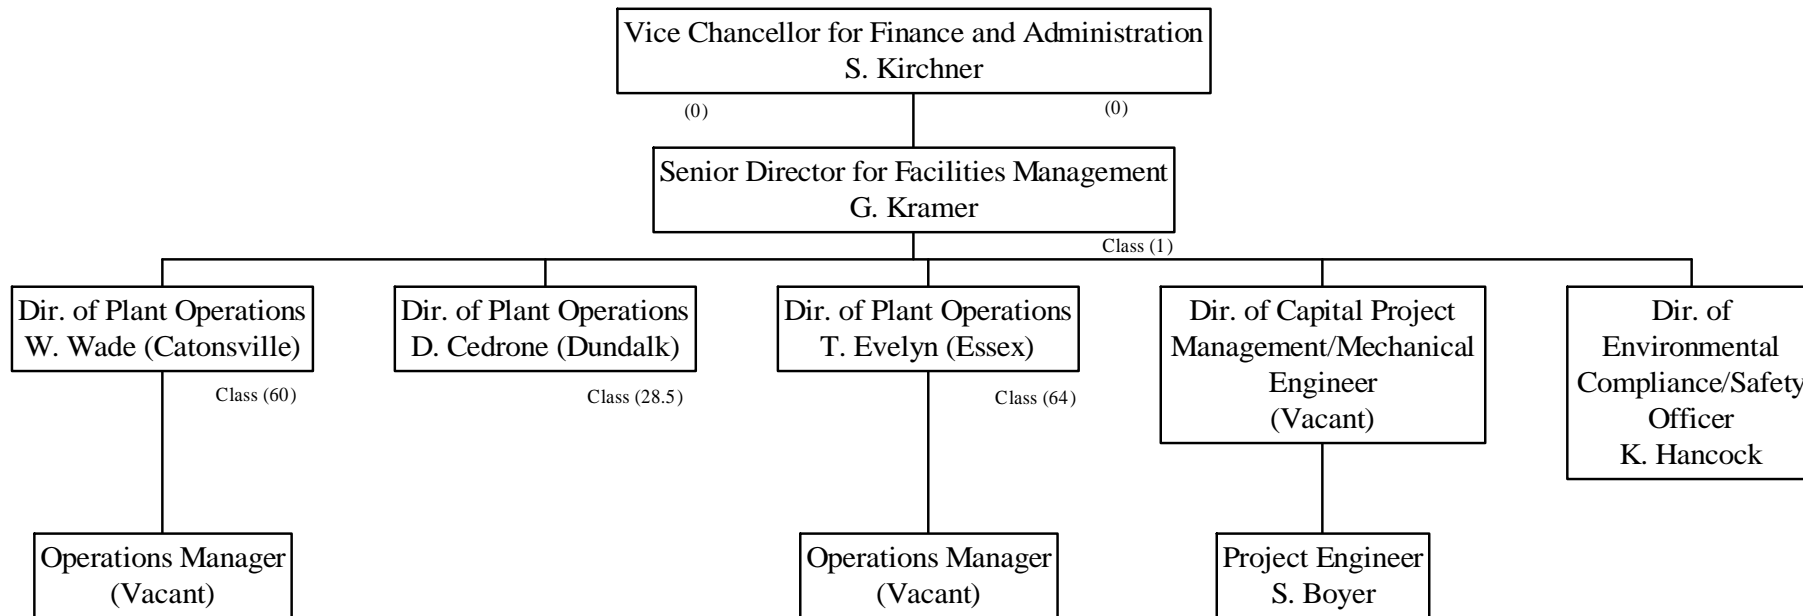 Vice Chancellor for Finance and Administration
S. Kirchner
(0)
(0)
Senior Director for Facilities Management
G. Kramer
Class (1)
Dir. of Plant Operations
W. Wade (Catonsville)
Class (60)
Dir. of Plant Operations
D. Cedrone (Dundalk)
Class (28.5)
Dir. of Plant Operations
T. Evelyn (Essex)
Class (64)
Dir. of Capital Project
Management/Mechanical
Engineer
(Vacant)
Dir. of
Environmental
Compliance/Safety
Officer
K. Hancock
Operations Manager
(Vacant)
Operations Manager
(Vacant)
Project Engineer
S. Boyer